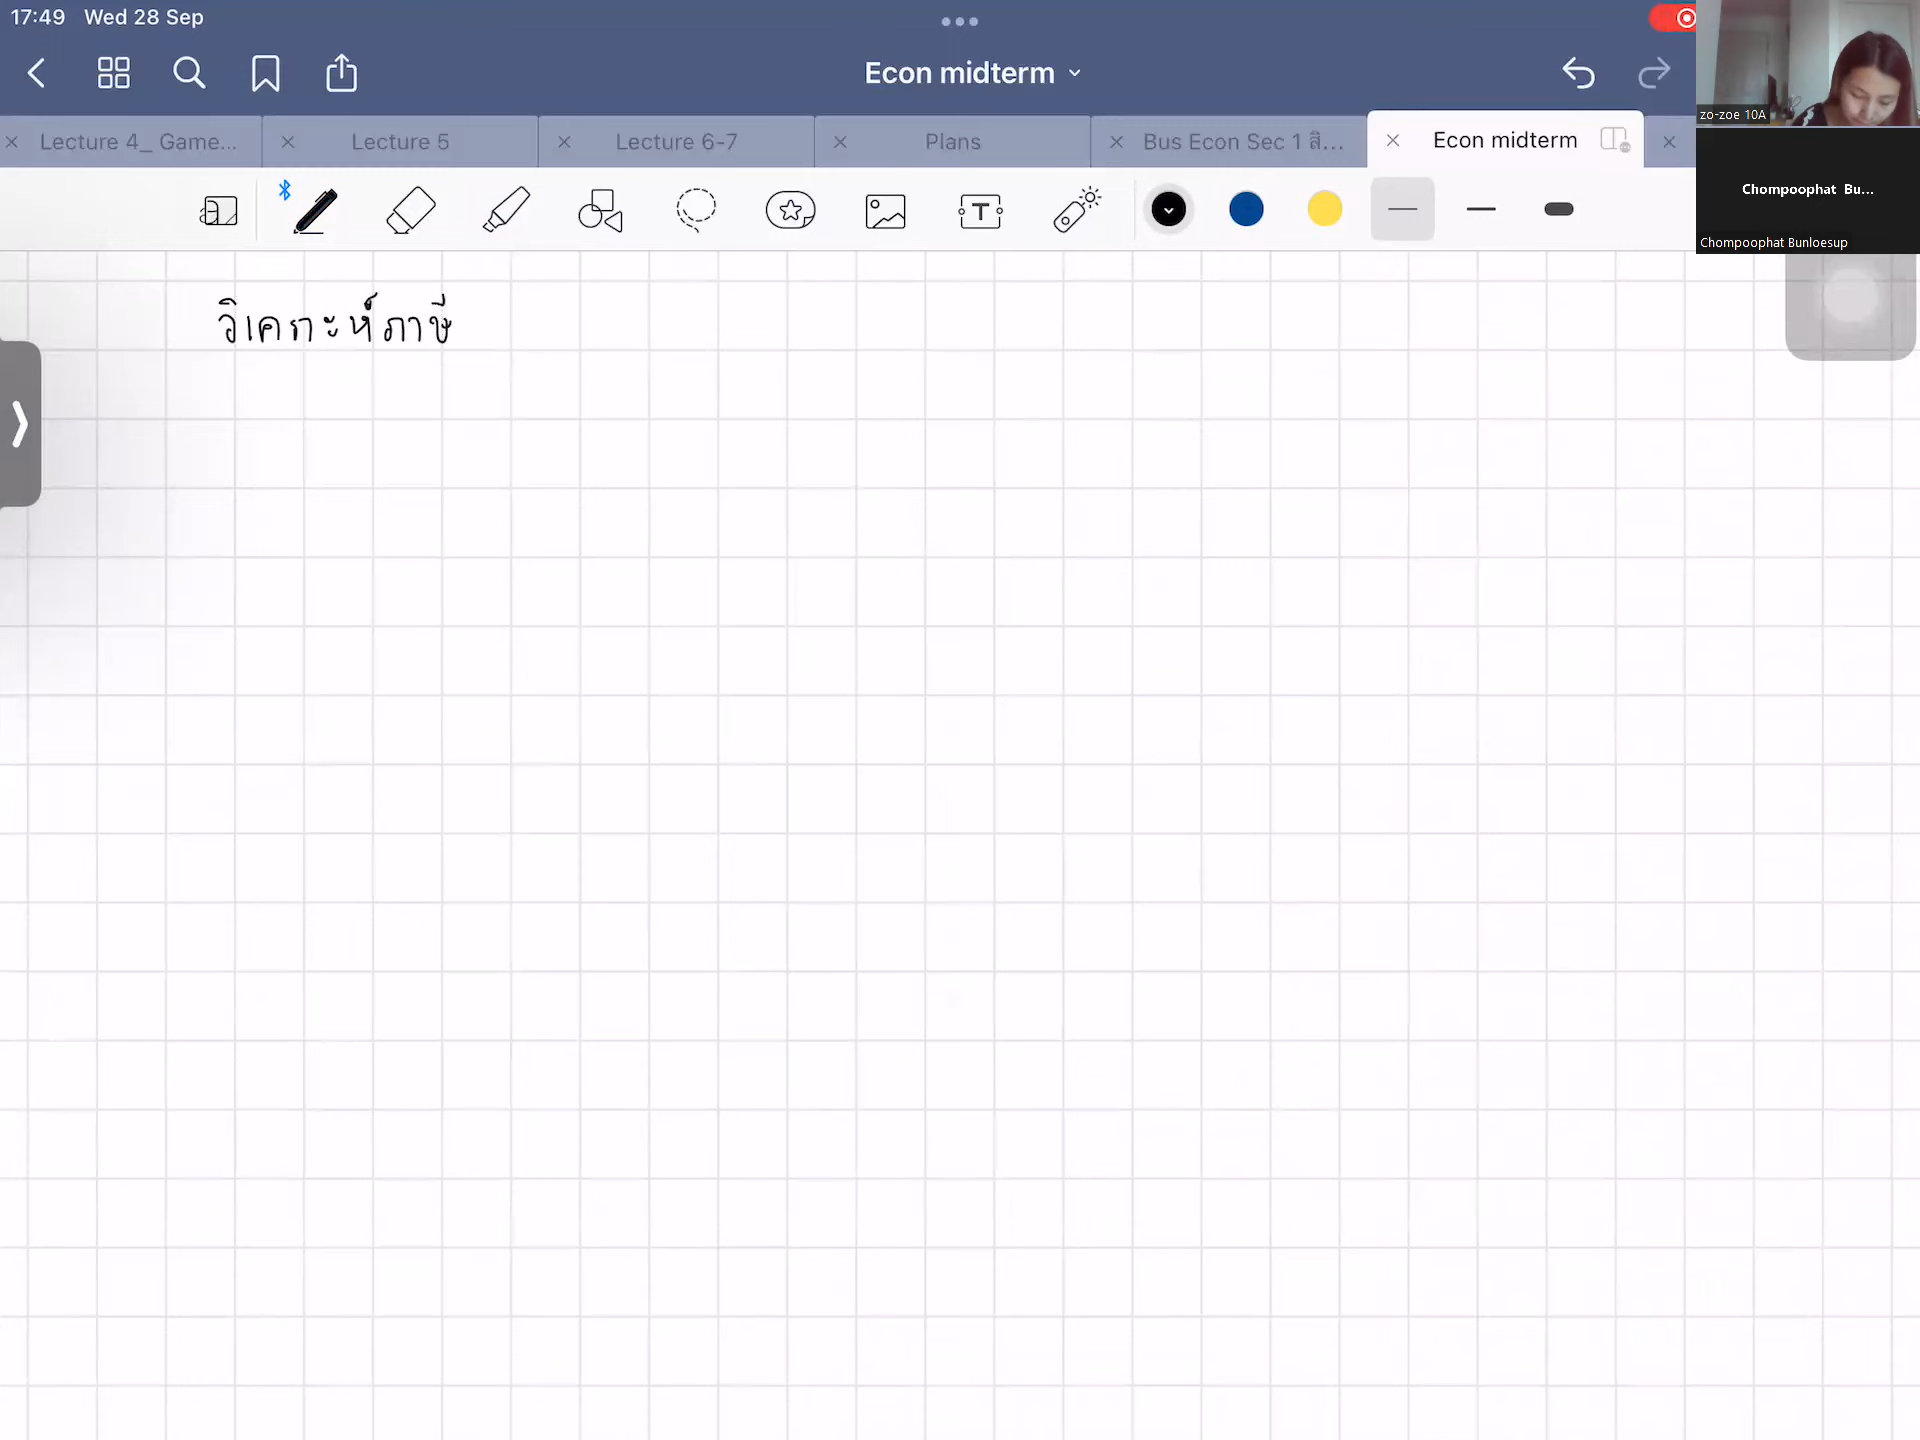 17:49 Wed 28 Sep
Econ midterm
Lecture 4_ Game...
Lecture 5
Lecture 6-7
Plans
Bus Econ Sec 1 สิ...
Econ midterm
zo-zoe 10A
Chompoophat Bu...
Chompoophat Bunloesup
วิเคราะห์ภาษี